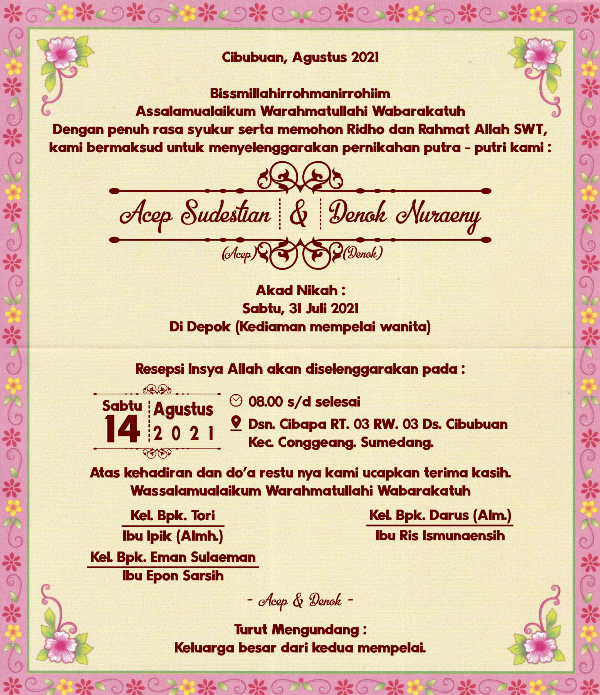 Cibubuan, Agustus 2021
Bissmillahirrohmanirrohiim
Assalamualaikum Warahmatullahi Wabarakatuh
Dengan penuh rasa syukur serta memohon Ridho dan Rahmat Allah SWT,
kami bermaksud untuk menyelenggarakan pernikahan putra - putri kami :
Acep Sudestian & Denok Nuraeny
(Acep) (Denok)
Akad Nikah :
Sabtu, 31 Juli 2021
Di Depok (Kediaman mempelai wanita)
Resepsi Insya Allah akan diselenggarakan pada :
Sabtu 14 Agustus 2021
08.00 s/d selesai
Dsn. Cibapa RT. 03 RW. 03 Ds. Cibubuan
Kec. Conggeang. Sumedang.
Atas kehadiran dan do'a restu nya kami ucapkan terima kasih.
Wassalamualaikum Warahmatullahi Wabarakatuh
Kel. Bpk. Tori
Ibu Ipik (Almh.)
Kel. Bpk. Eman Sulaeman
Ibu Epon Sarsih
Kel. Bpk. Darus (Alm.)
Ibu Ris Ismunaensih
- Acep & Denok -
Turut Mengundang :
Keluarga besar dari kedua mempelai.